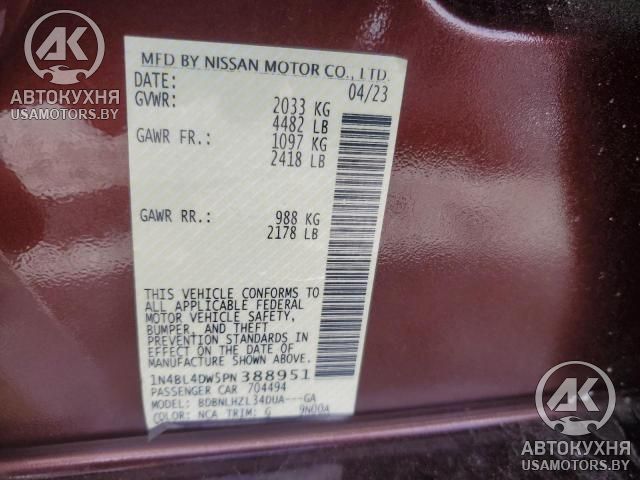 AK
АВТОКУХНЯ
USAMOTORS.BY
MFD BY NISSAN MOTOR CO., LTD.
DATE: 04/23
GVWR: 2033 KG
4482 LB
GAWR FR.: 1097 KG
2418 LB
GAWR RR.: 988 KG
2178 LB
THIS VEHICLE CONFORMS TO
ALL APPLICABLE FEDERAL
MOTOR VEHICLE SAFETY,
BUMPER, AND THEFT
PREVENTION STANDARDS IN
EFFECT ON THE DATE OF
MANUFACTURE SHOWN ABOVE.
1N4BL4DW5PN388951
PASSENGER CAR 704494
MODEL: BDBNLHZL34DUA---GA
COLOR: NCA TRIM: G 9N00A
AK
АВТОКУХНЯ
USAMOTORS.BY